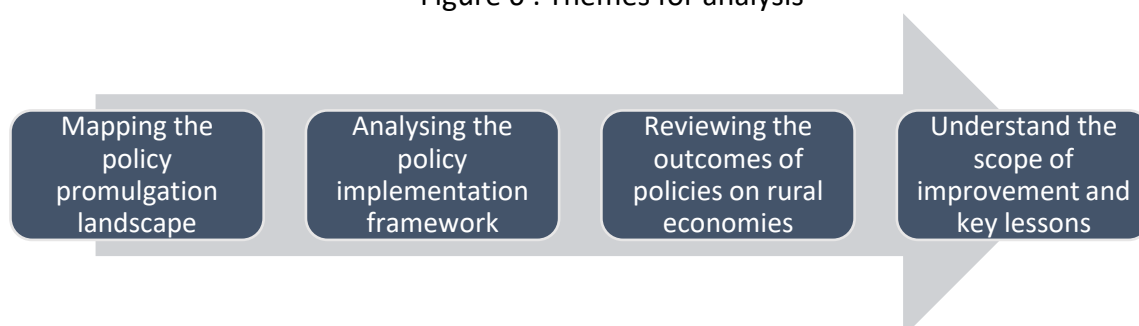 Figure 6 : Themes for analysis
Mapping the
policy
promulgation
landscape
Analysing the
policy
implementation
framework
Reviewing the
outcomes of
policies on rural
economies
Understand the
scope of
improvement and
key lessons